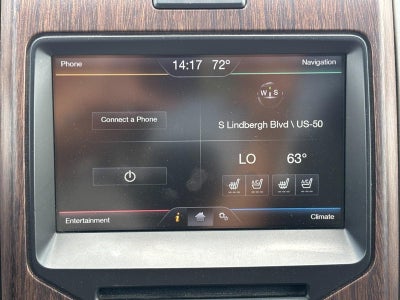 Phone 14:17 72° Navigation
W S
Connect a Phone
S Lindbergh Blvd \ US-50
LO 63°
A/C A/C
Entertainment i Climate